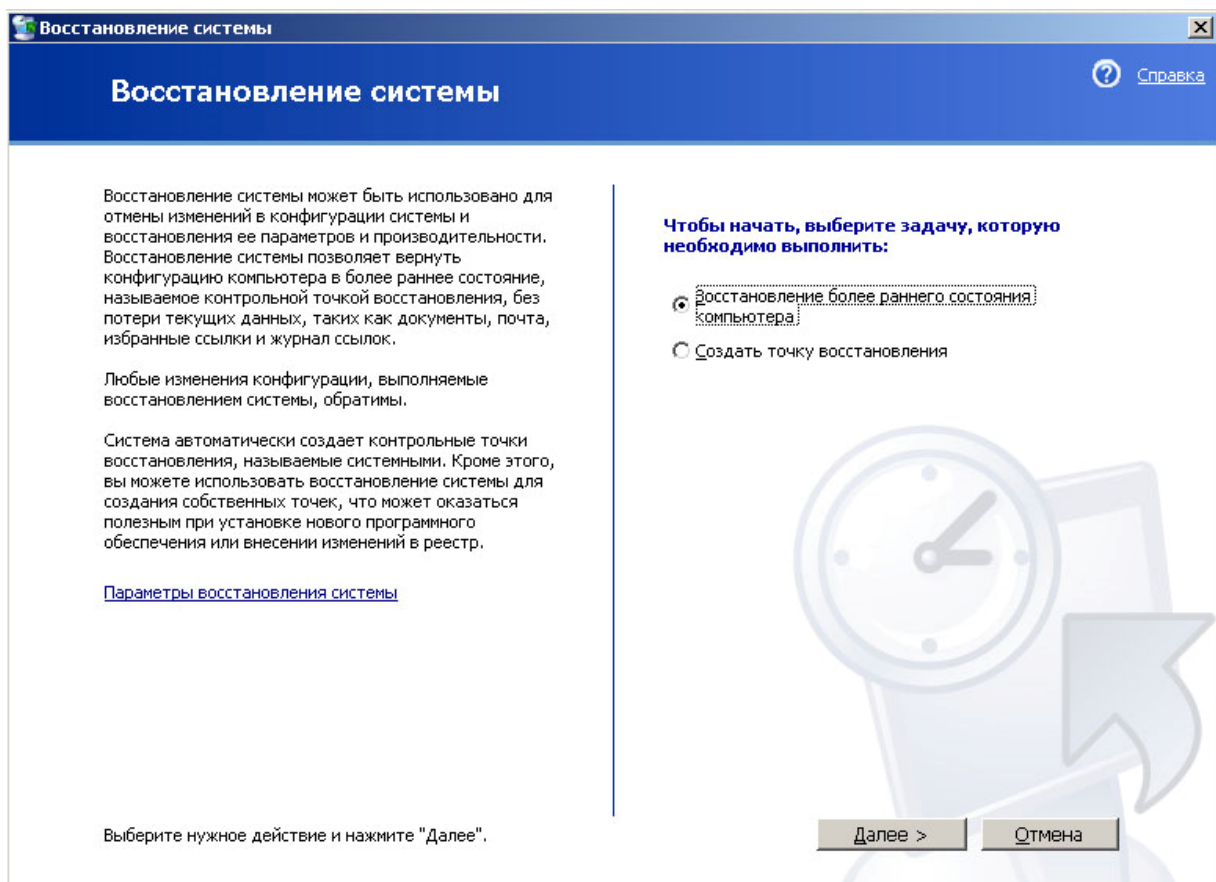 Восстановление системы
Восстановление системы
Справка
Восстановление системы может быть использовано для
отмены изменений в конфигурации системы и
восстановления ее параметров и производительности.
Восстановление системы позволяет вернуть
конфигурацию компьютера в более раннее состояние,
называемое контрольной точкой восстановления, без
потери текущих данных, таких как документы, почта,
избранные ссылки и журнал ссылок.
Любые изменения конфигурации, выполняемые
восстановлением системы, обратимы.
Система автоматически создает контрольные точки
восстановления, называемые системными. Кроме этого,
вы можете использовать восстановление системы для
создания собственных точек, что может оказаться
полезным при установке нового программного
обеспечения или внесении изменений в реестр.
Параметры восстановления системы
Выберите нужное действие и нажмите "Далее".
Чтобы начать, выберите задачу, которую
необходимо выполнить:
Восстановление более раннего состояния
компьютера
Создать точку восстановления
Далее >
Отмена